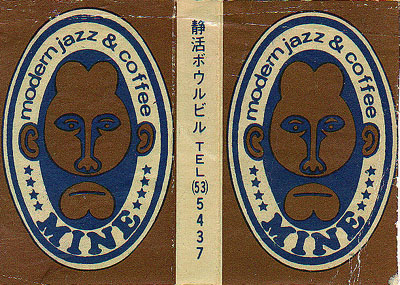 modern jazz & coffee
MINE
静活ボウルビル TEL (53) 5437
modern jazz & coffee
MINE